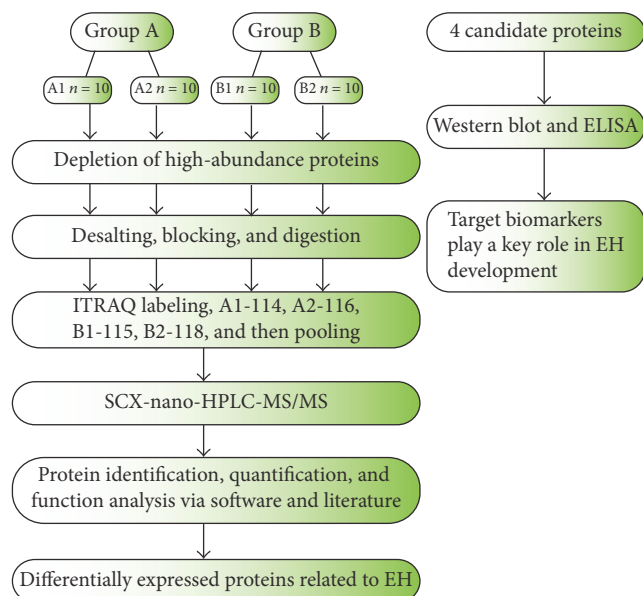 Group A
Group B
A1 n = 10
A2 n = 10
B1 n = 10
B2 n = 10
Depletion of high-abundance proteins
Desalting, blocking, and digestion
ITRAQ labeling, A1-114, A2-116,
B1-115, B2-118, and then pooling
SCX-nano-HPLC-MS/MS
Protein identification, quantification, and
function analysis via software and literature
Differentially expressed proteins related to EH
4 candidate proteins
Western blot and ELISA
Target biomarkers
play a key role in EH
development